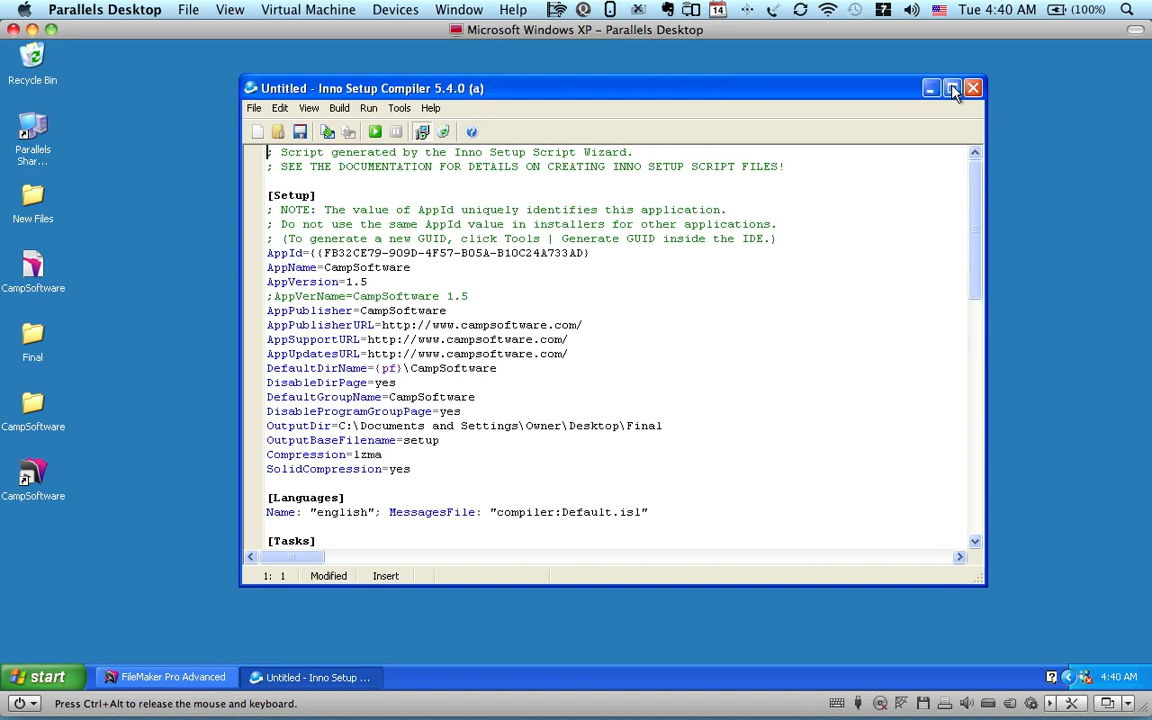 Parallels Desktop File View Virtual Machine Devices Window Help 14 Tue 4:40 AM (100%)
Microsoft Windows XP – Parallels Desktop
Recycle Bin
Parallels
Shar...
New Files
CampSoftware
Final
CampSoftware
CampSoftware
Untitled - Inno Setup Compiler 5.4.0 (a)
File Edit View Build Run Tools Help
; Script generated by the Inno Setup Script Wizard.
; SEE THE DOCUMENTATION FOR DETAILS ON CREATING INNO SETUP SCRIPT FILES!
[Setup]
; NOTE: The value of AppId uniquely identifies this application.
; Do not use the same AppId value in installers for other applications.
; (To generate a new GUID, click Tools | Generate GUID inside the IDE.)
AppId={{FB32CE79-909D-4F57-B05A-B10C24A733AD}
AppName=CampSoftware
AppVersion=1.5
;AppVerName=CampSoftware 1.5
AppPublisher=CampSoftware
AppPublisherURL=http://www.campsoftware.com/
AppSupportURL=http://www.campsoftware.com/
AppUpdatesURL=http://www.campsoftware.com/
DefaultDirName={pf}\CampSoftware
DisableDirPage=yes
DefaultGroupName=CampSoftware
DisableProgramGroupPage=yes
OutputDir=C:\Documents and Settings\Owner\Desktop\Final
OutputBaseFilename=setup
Compression=lzma
SolidCompression=yes
[Languages]
Name: "english"; MessagesFile: "compiler:Default.isl"
[Tasks]
1: 1 Modified Insert
start FileMaker Pro Advanced Untitled - Inno Setup ... 4:40 AM
Press Ctrl+Alt to release the mouse and keyboard.